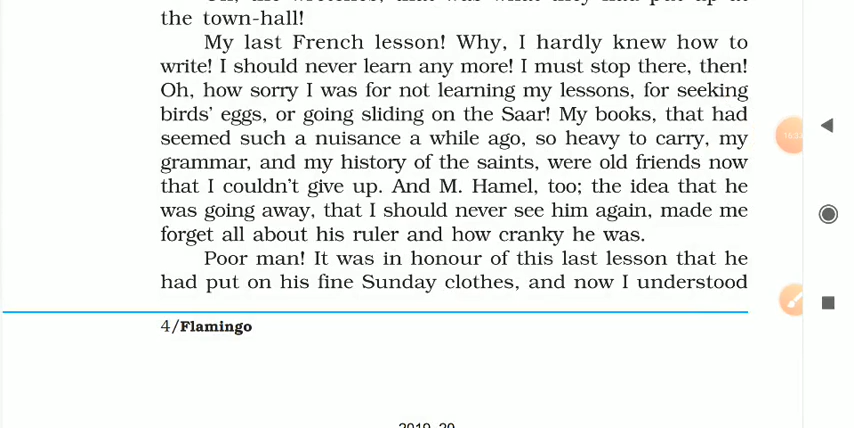 the town-hall!
My last French lesson! Why, I hardly knew how to
write! I should never learn any more! I must stop there, then!
Oh, how sorry I was for not learning my lessons, for seeking
birds' eggs, or going sliding on the Saar! My books, that had
seemed such a nuisance a while ago, so heavy to carry, my
grammar, and my history of the saints, were old friends now
that I couldn't give up. And M. Hamel, too; the idea that he
was going away, that I should never see him again, made me
forget all about his ruler and how cranky he was.
Poor man! It was in honour of this last lesson that he
had put on his fine Sunday clothes, and now I understood
4/Flamingo